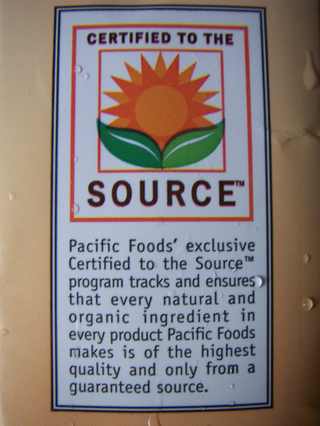 CERTIFIED TO THE
SOURCE™
Pacific Foods' exclusive
Certified to the Source™
program tracks and ensures
that every natural and
organic ingredient in
every product Pacific Foods
makes is of the highest
quality and only from a
guaranteed source.